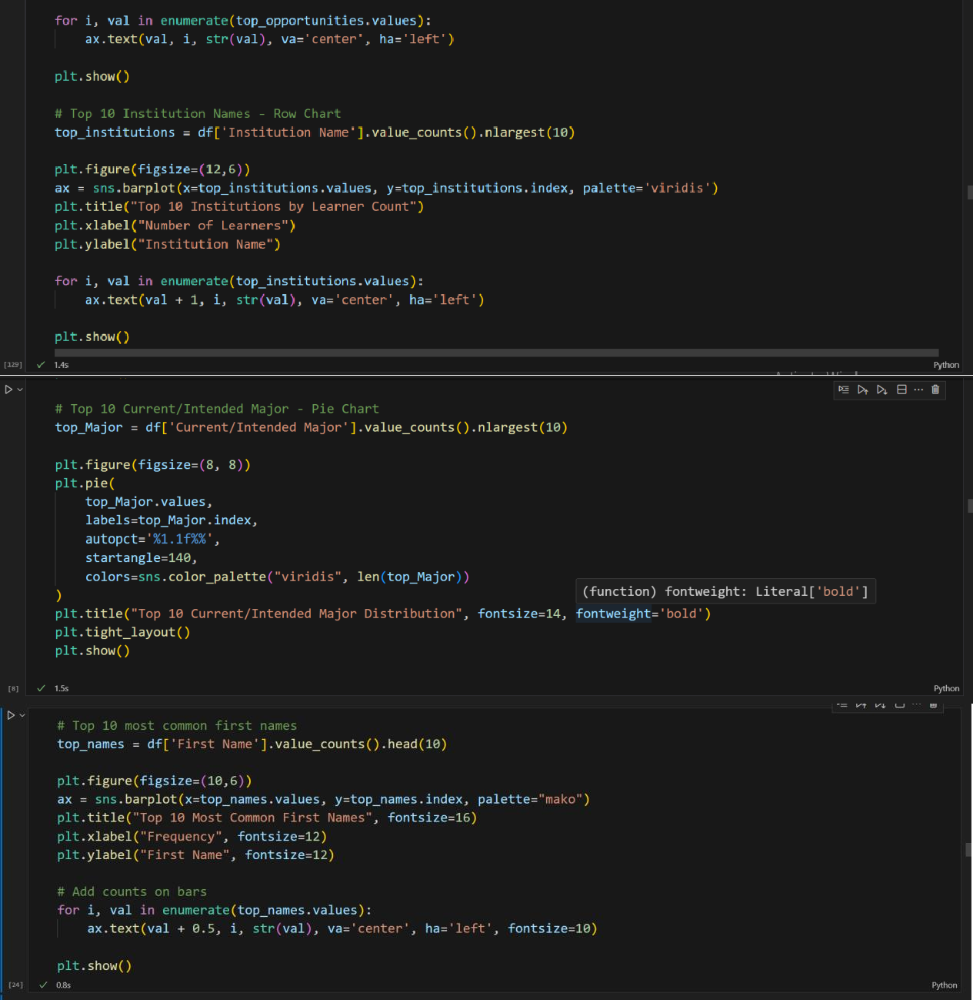 for i, val in enumerate(top_opportunities.values):
    ax.text(val, i, str(val), va='center', ha='left')
plt.show()
# Top 10 Institution Names - Row Chart
top_institutions = df['Institution Name'].value_counts().nlargest(10)
plt.figure(figsize=(12,6))
ax = sns.barplot(x=top_institutions.values, y=top_institutions.index, palette='viridis')
plt.title("Top 10 Institutions by Learner Count")
plt.xlabel("Number of Learners")
plt.ylabel("Institution Name")
for i, val in enumerate(top_institutions.values):
    ax.text(val + 1, i, str(val), va='center', ha='left')
plt.show()
[129] 1.4s Python
# Top 10 Current/Intended Major - Pie Chart
top_Major = df['Current/Intended Major'].value_counts().nlargest(10)
plt.figure(figsize=(8, 8))
plt.pie(
    top_Major.values,
    labels=top_Major.index,
    autopct='%1.1f%%',
    startangle=140,
    colors=sns.color_palette("viridis", len(top_Major))
)
(function) fontweight: Literal['bold']
plt.title("Top 10 Current/Intended Major Distribution", fontsize=14, fontweight='bold')
plt.tight_layout()
plt.show()
[8] 1.5s Python
# Top 10 most common first names
top_names = df['First Name'].value_counts().head(10)
plt.figure(figsize=(10,6))
ax = sns.barplot(x=top_names.values, y=top_names.index, palette="mako")
plt.title("Top 10 Most Common First Names", fontsize=16)
plt.xlabel("Frequency", fontsize=12)
plt.ylabel("First Name", fontsize=12)
# Add counts on bars
for i, val in enumerate(top_names.values):
    ax.text(val + 0.5, i, str(val), va='center', ha='left', fontsize=10)
plt.show()
[24] 0.8s Python